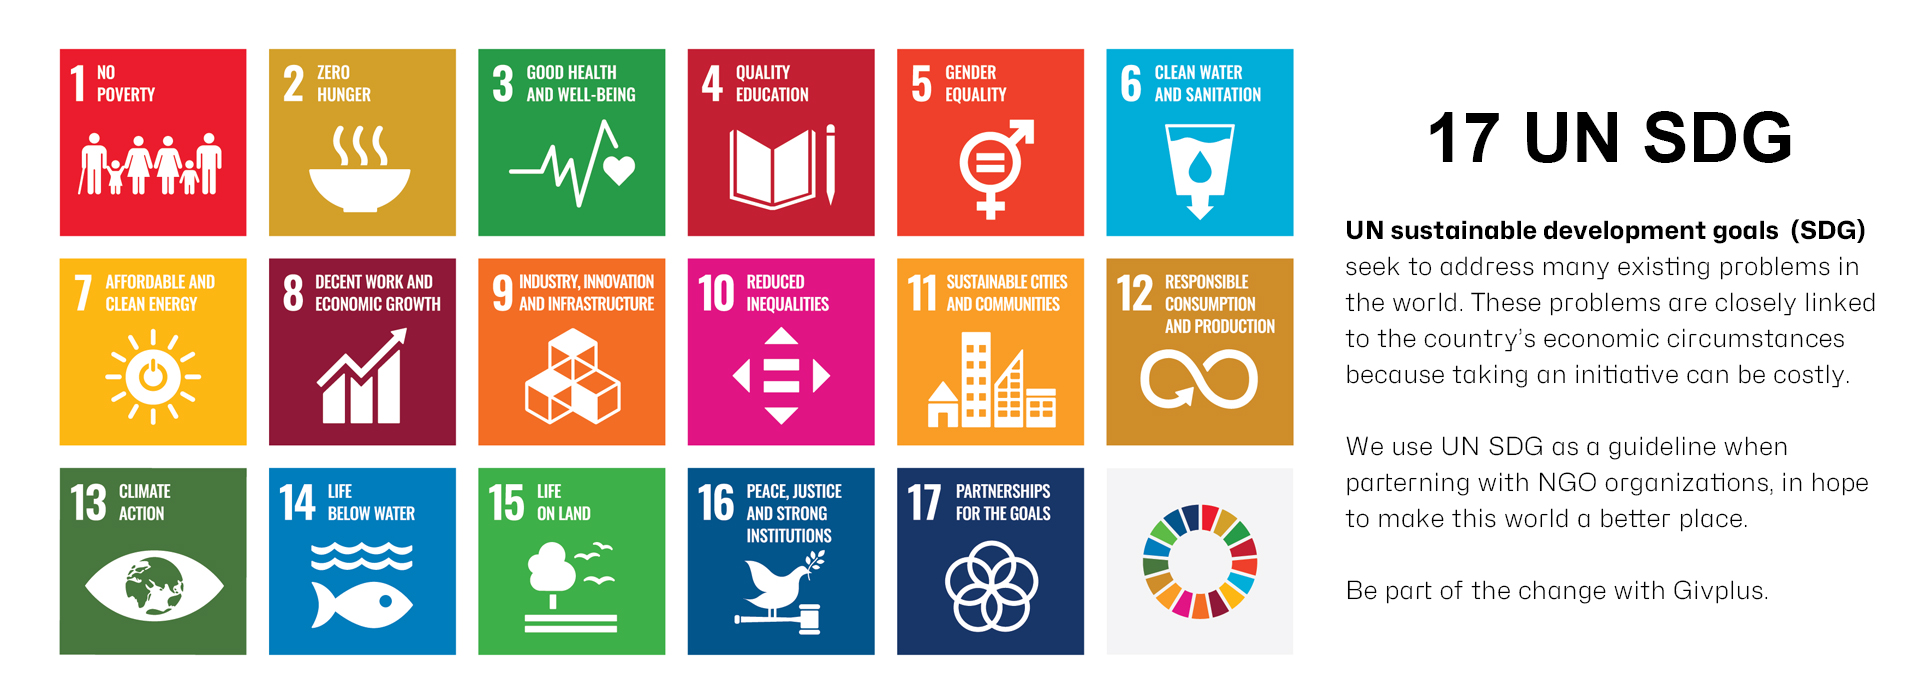 1 NO
POVERTY
2 ZERO
HUNGER
3 GOOD HEALTH
AND WELL-BEING
4 QUALITY
EDUCATION
5 GENDER
EQUALITY
6 CLEAN WATER
AND SANITATION
7 AFFORDABLE AND
CLEAN ENERGY
8 DECENT WORK AND
ECONOMIC GROWTH
9 INDUSTRY, INNOVATION
AND INFRASTRUCTURE
10 REDUCED
INEQUALITIES
11 SUSTAINABLE CITIES
AND COMMUNITIES
12 RESPONSIBLE
CONSUMPTION
AND PRODUCTION
13 CLIMATE
ACTION
14 LIFE
BELOW WATER
15 LIFE
ON LAND
16 PEACE, JUSTICE
AND STRONG
INSTITUTIONS
17 PARTNERSHIPS
FOR THE GOALS
17 UN SDG
UN sustainable development goals (SDG)
seek to address many existing problems in
the world. These problems are closely linked
to the country's economic circumstances
because taking an initiative can be costly.
We use UN SDG as a guideline when
parterning with NGO organizations, in hope
to make this world a better place.
Be part of the change with Givplus.